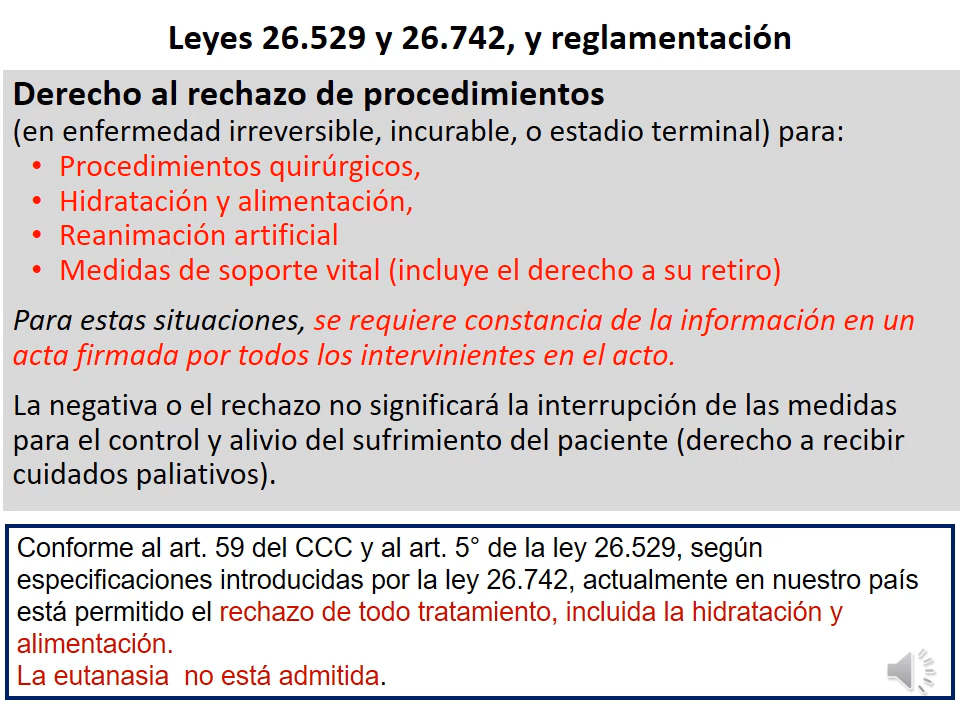 Leyes 26.529 y 26.742, y reglamentación
Derecho al rechazo de procedimientos
(en enfermedad irreversible, incurable, o estadio terminal) para:
• Procedimientos quirúrgicos,
• Hidratación y alimentación,
• Reanimación artificial
• Medidas de soporte vital (incluye el derecho a su retiro)
Para estas situaciones, se requiere constancia de la información en un
acta firmada por todos los intervinientes en el acto.
La negativa o el rechazo no significará la interrupción de las medidas
para el control y alivio del sufrimiento del paciente (derecho a recibir
cuidados paliativos).
Conforme al art. 59 del CCC y al art. 5° de la ley 26.529, según
especificaciones introducidas por la ley 26.742, actualmente en nuestro país
está permitido el rechazo de todo tratamiento, incluida la hidratación y
alimentación.
La eutanasia  no está admitida.